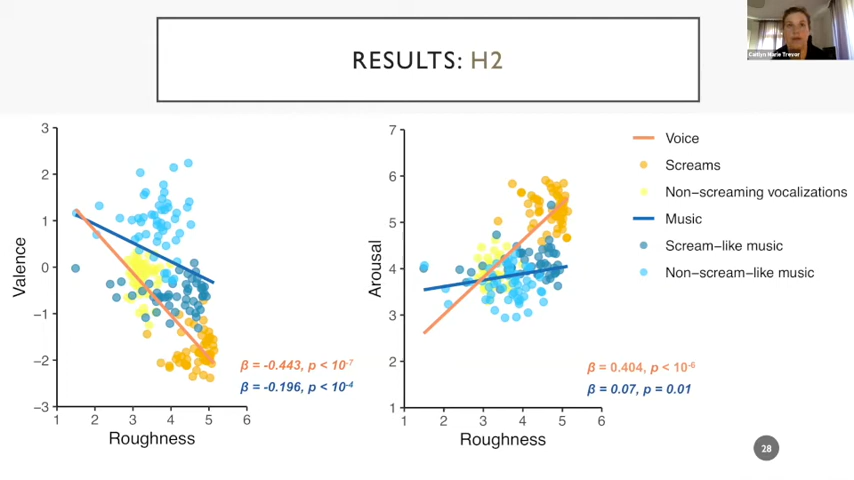 RESULTS: H2
Caitlyn Marie Trevor
3
2
1
0
−1
−2
−3
Valence
1 2 3 4 5 6
Roughness
β = -0.443, p < 10-7
β = -0.196, p < 10-4
7
6
5
4
3
2
1
Arousal
1 2 3 4 5 6
Roughness
β = 0.404, p < 10-6
β = 0.07, p = 0.01
Voice
Screams
Non−screaming vocalizations
Music
Scream−like music
Non−scream−like music
28